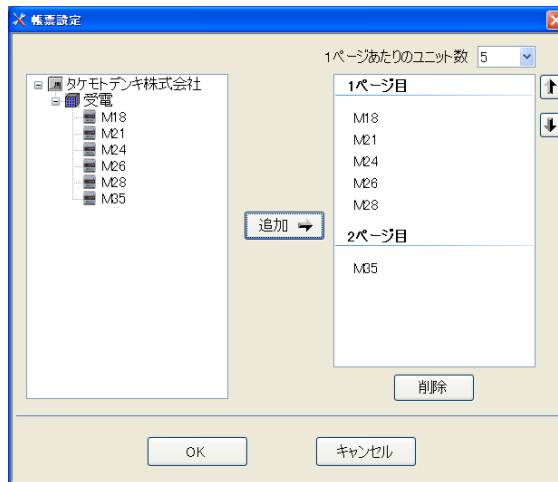 帳票設定
1ページあたりのユニット数 5
タケモトデンキ株式会社
受電
M18
M21
M24
M26
M28
M35
追加
1ページ目
M18
M21
M24
M26
M28
2ページ目
M35
削除
OK
キャンセル